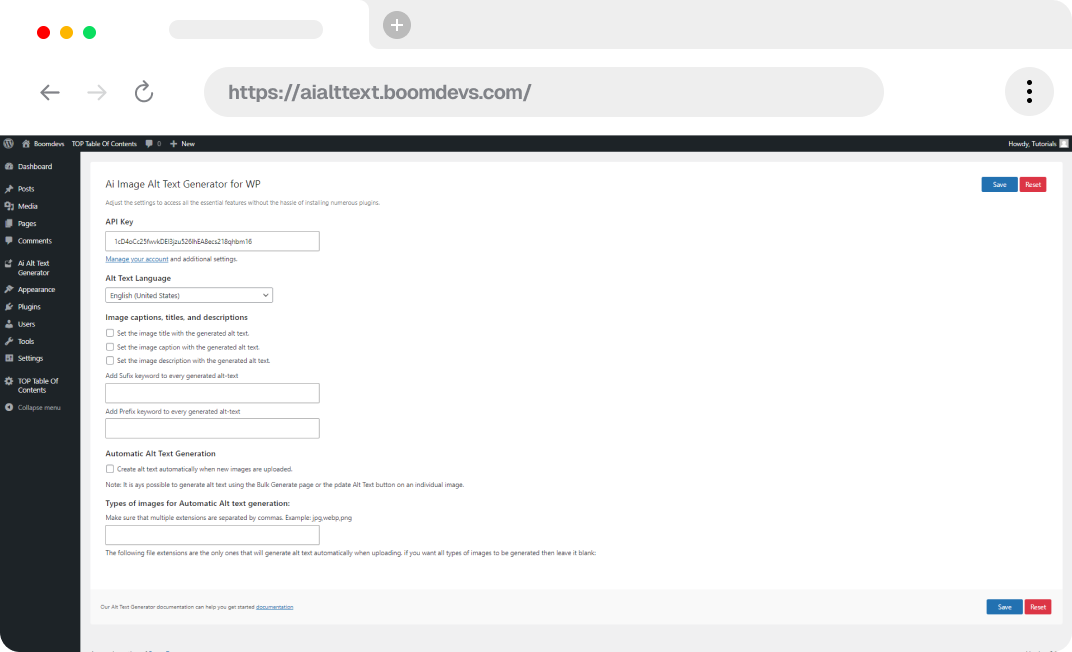 https://aialttext.boomdevs.com/
Boomdevs TOP Table Of Contents 0 New Howdy, Tutorials
Dashboard
Posts
Media
Pages
Comments
Ai Alt Text
Generator
Appearance
Plugins
Users
Tools
Settings
TOP Table Of
Contents
Collapse menu
Ai Image Alt Text Generator for WP
Save Reset
Adjust the settings to access all the essential features without the hassle of installing numerous plugins.
API Key
Manage your account and additional settings.
Alt Text Language
English (United States)
Image captions, titles, and descriptions
Set the image title with the generated alt text.
Set the image caption with the generated alt text.
Set the image description with the generated alt text.
Add Sufix keyword to every generated alt-text
Add Prefix keyword to every generated alt-text
Automatic Alt Text Generation
Create alt text automatically when new images are uploaded.
Note: It is ays possible to generate alt text using the Bulk Generate page or the pdate Alt Text button on an individual image.
Types of images for Automatic Alt text generation:
Make sure that multiple extensions are separated by commas. Example: jpg,webp,png
The following file extensions are the only ones that will generate alt text automatically when uploading. if you want all types of images to be generated then leave it blank:
Our Alt Text Generator documentation can help you get started documentation
Save Reset